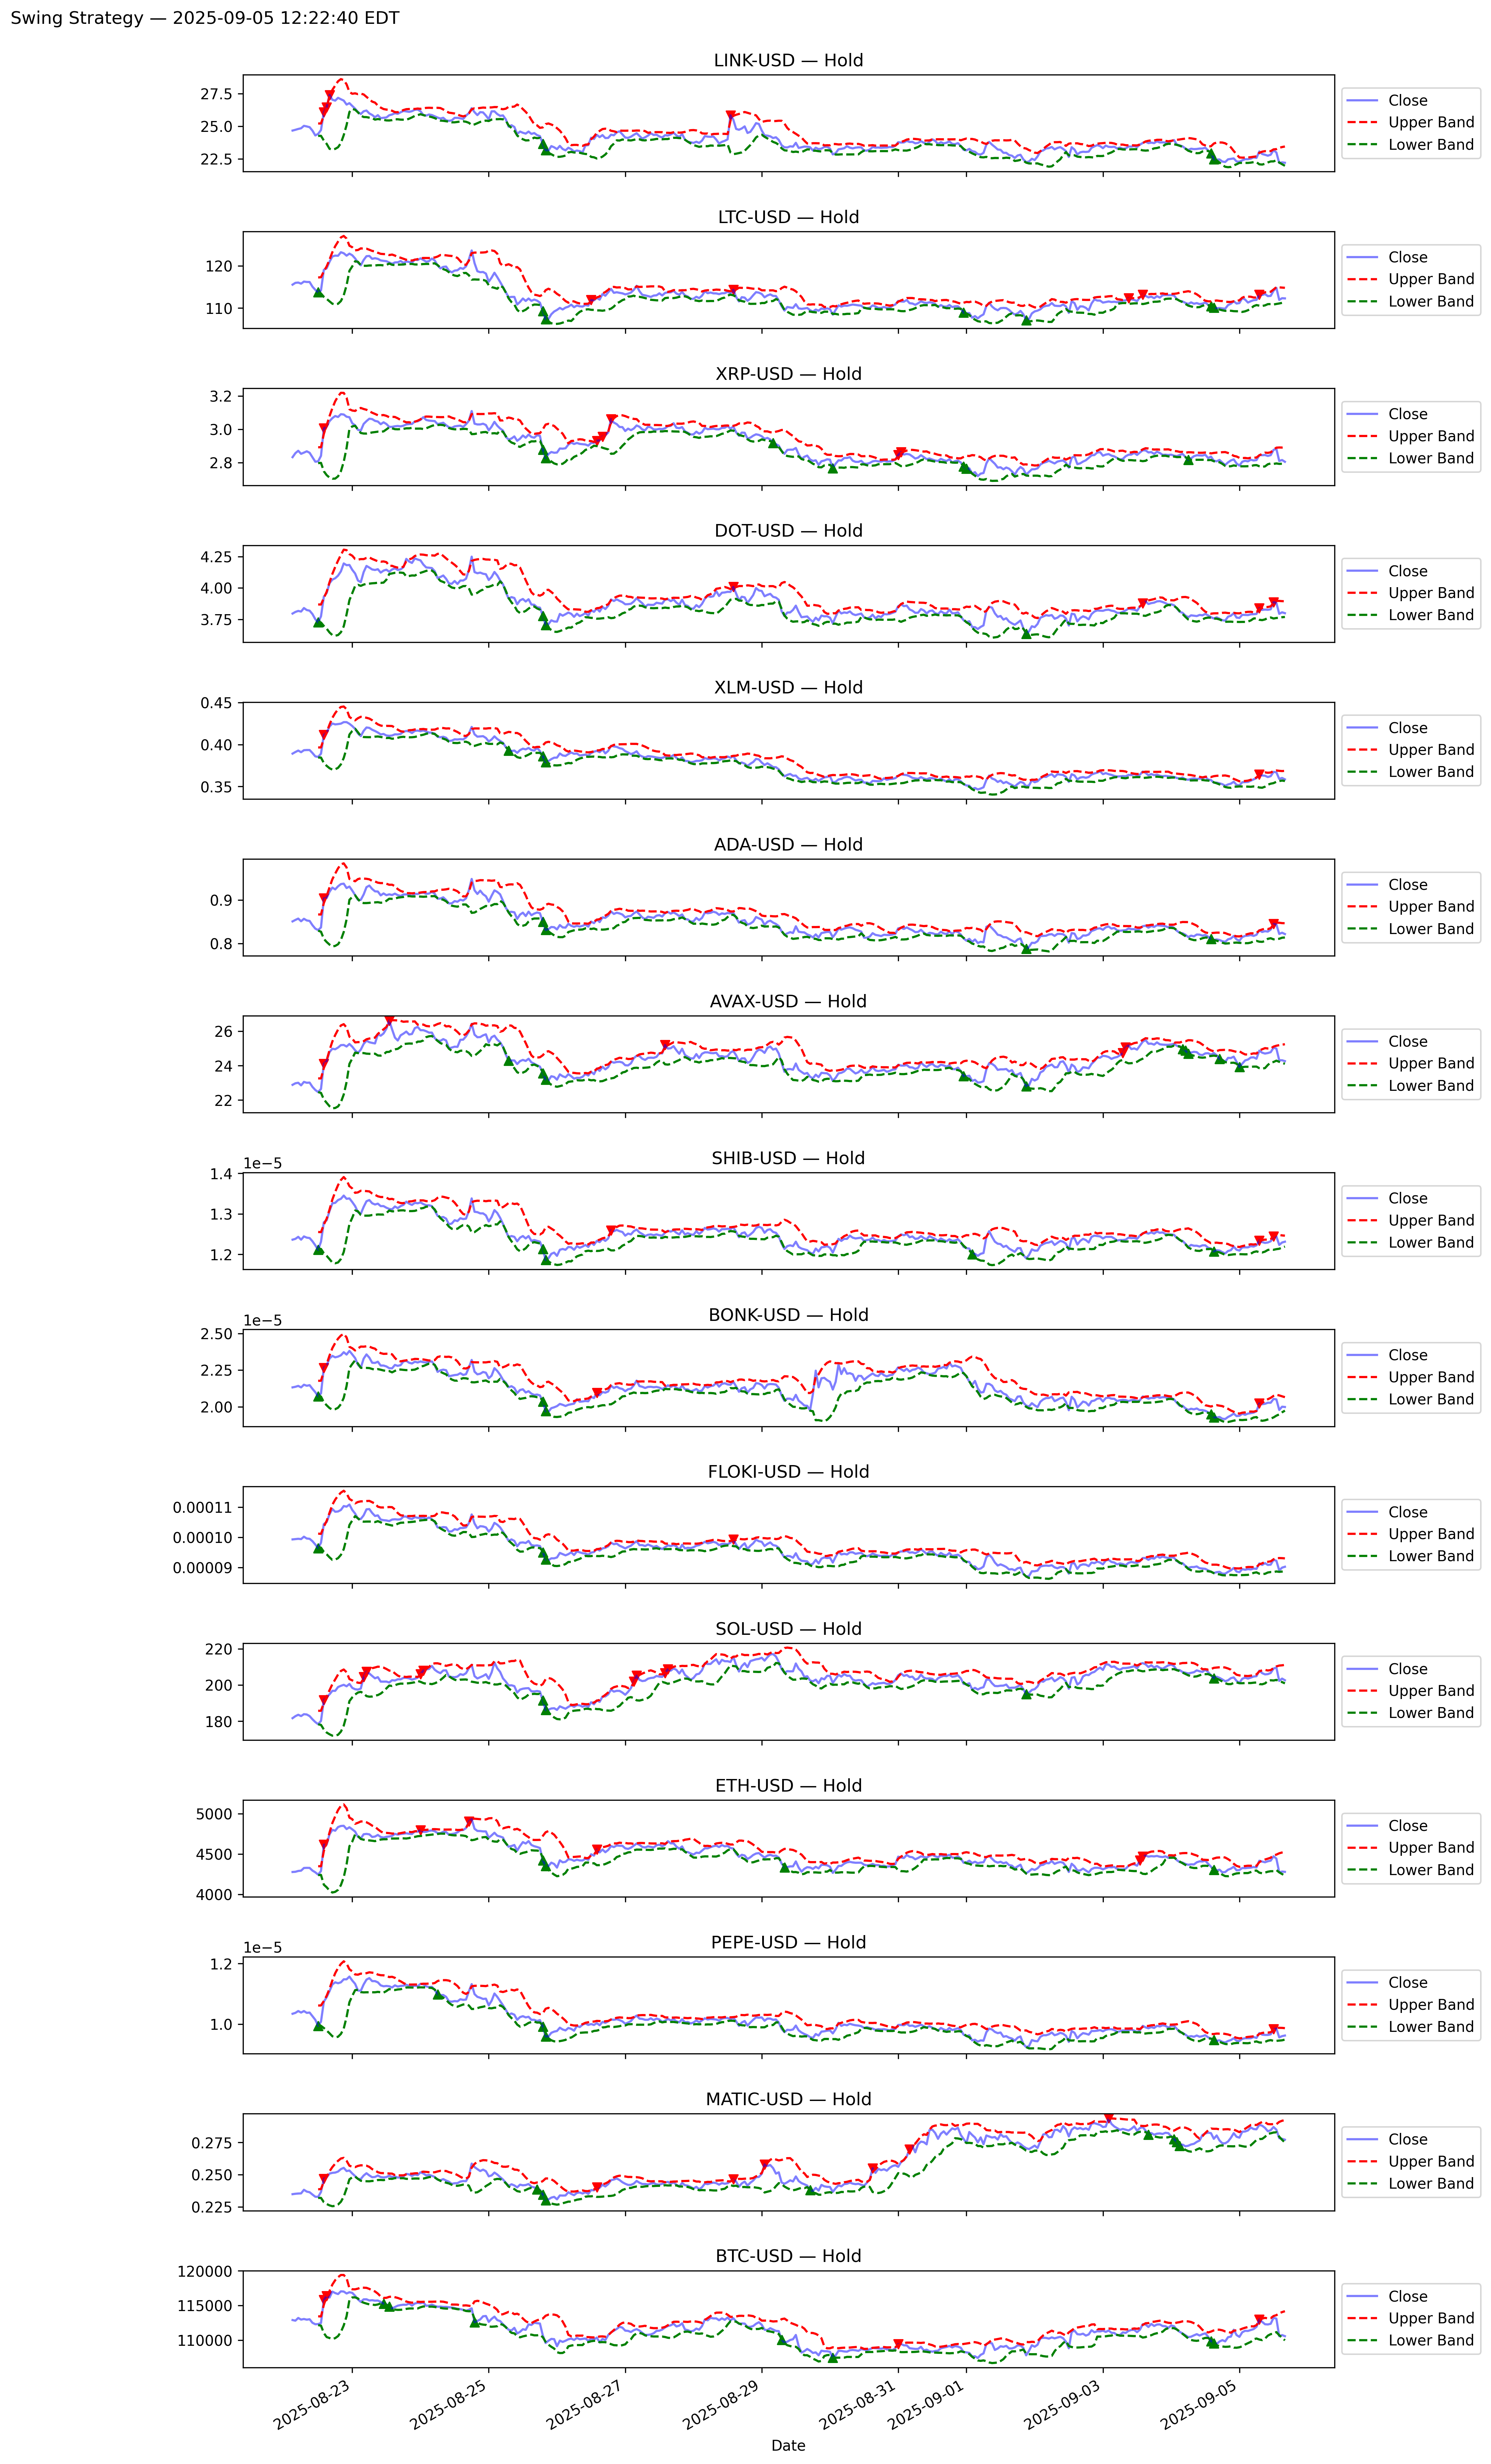 Swing Strategy — 2025-09-05 12:22:40 EDT
LINK-USD — Hold
27.5
25.0
22.5
Close
Upper Band
Lower Band
LTC-USD — Hold
120
110
Close
Upper Band
Lower Band
XRP-USD — Hold
3.2
3.0
2.8
Close
Upper Band
Lower Band
DOT-USD — Hold
4.25
4.00
3.75
Close
Upper Band
Lower Band
XLM-USD — Hold
0.45
0.40
0.35
Close
Upper Band
Lower Band
ADA-USD — Hold
0.9
0.8
Close
Upper Band
Lower Band
AVAX-USD — Hold
26
24
22
Close
Upper Band
Lower Band
SHIB-USD — Hold
1e−5
1.4
1.3
1.2
Close
Upper Band
Lower Band
BONK-USD — Hold
1e−5
2.50
2.25
2.00
Close
Upper Band
Lower Band
FLOKI-USD — Hold
0.00011
0.00010
0.00009
Close
Upper Band
Lower Band
SOL-USD — Hold
220
200
180
Close
Upper Band
Lower Band
ETH-USD — Hold
5000
4500
4000
Close
Upper Band
Lower Band
PEPE-USD — Hold
1e−5
1.2
1.0
Close
Upper Band
Lower Band
MATIC-USD — Hold
0.275
0.250
0.225
Close
Upper Band
Lower Band
BTC-USD — Hold
120000
115000
110000
Close
Upper Band
Lower Band
2025-08-23
2025-08-25
2025-08-27
2025-08-29
2025-08-31
2025-09-01
2025-09-03
2025-09-05
Date